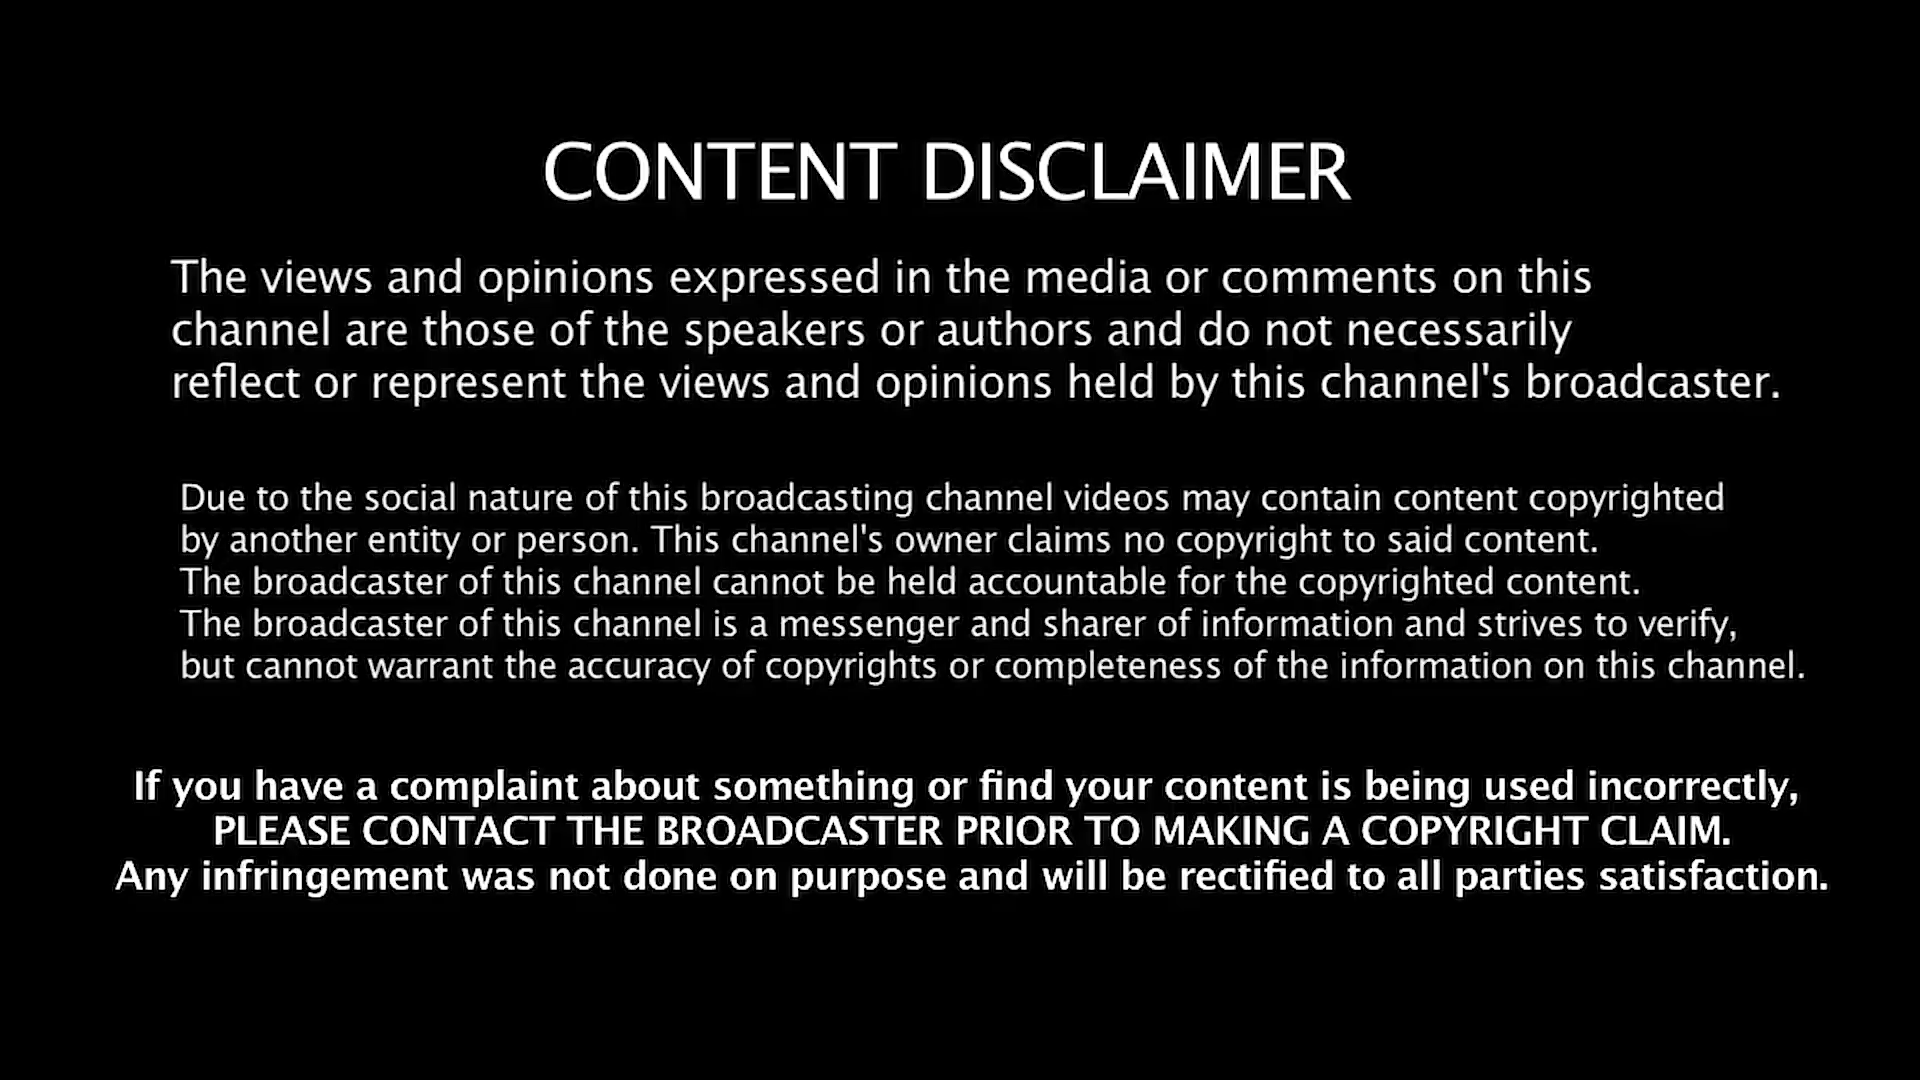 CONTENT DISCLAIMER
The views and opinions expressed in the media or comments on this
channel are those of the speakers or authors and do not necessarily
reflect or represent the views and opinions held by this channel's broadcaster.
Due to the social nature of this broadcasting channel videos may contain content copyrighted
by another entity or person. This channel's owner claims no copyright to said content.
The broadcaster of this channel cannot be held accountable for the copyrighted content.
The broadcaster of this channel is a messenger and sharer of information and strives to verify,
but cannot warrant the accuracy of copyrights or completeness of the information on this channel.
If you have a complaint about something or find your content is being used incorrectly,
PLEASE CONTACT THE BROADCASTER PRIOR TO MAKING A COPYRIGHT CLAIM.
Any infringement was not done on purpose and will be rectified to all parties satisfaction.